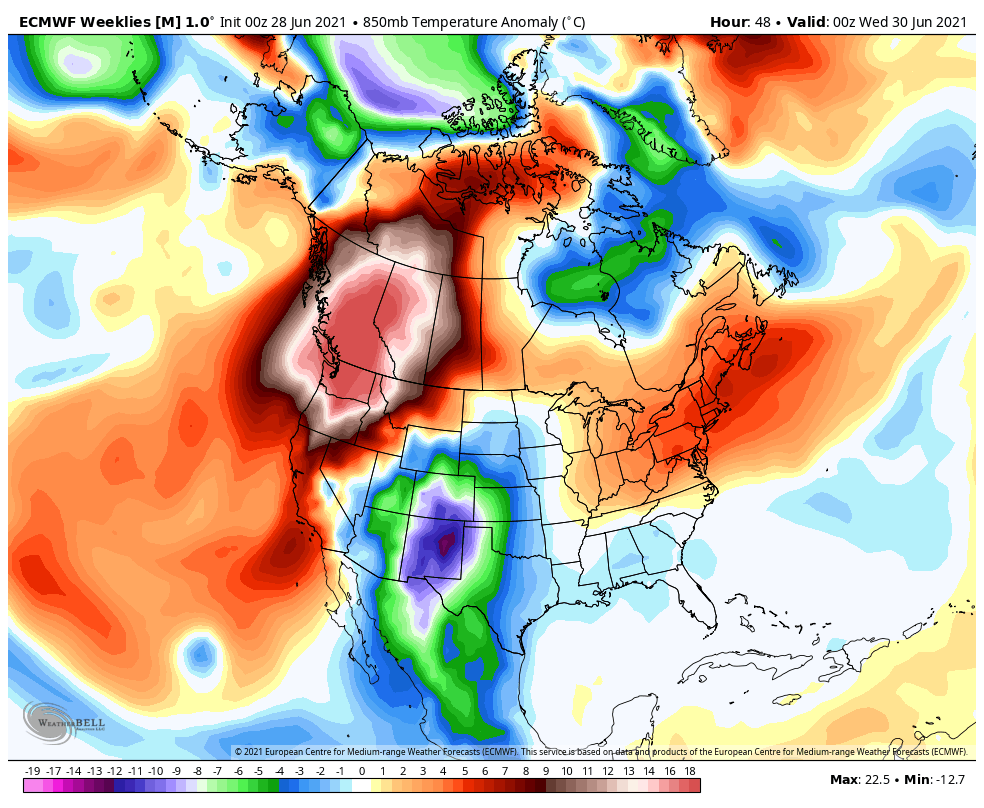 ECMWF Weeklies [M] 1.0° Init 00z 28 Jun 2021 • 850mb Temperature Anomaly (°C)
Hour: 48 • Valid: 00z Wed 30 Jun 2021
WEATHERBELL
© 2021 European Centre for Medium-range Weather Forecasts (ECMWF). This service is based on data and products of the European Centre for Medium-range Weather Forecasts (ECMWF).
-19 -17 -14 -13 -12 -11 -10 -9 -8 -7 -6 -5 -4 -3 -2 -1 0 1 2 3 4 5 6 7 8 9 10 11 12 13 14 16 18
Max: 22.5 • Min: -12.7